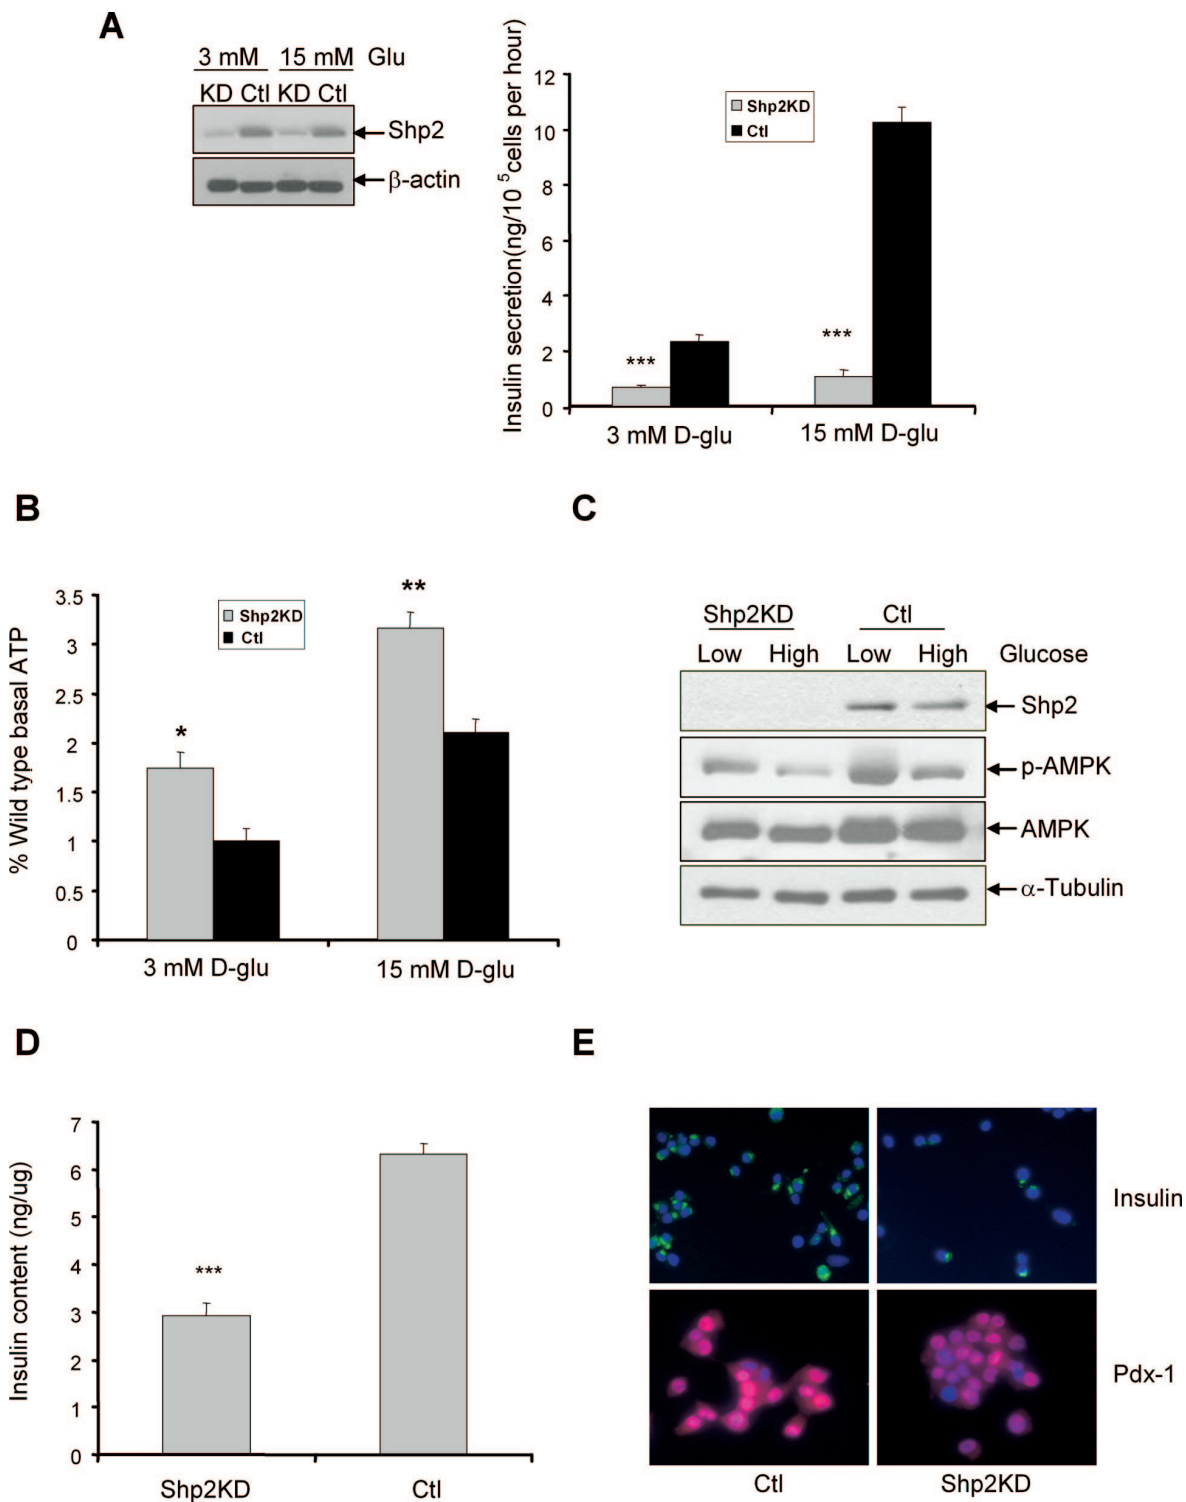 A
3 mM 15 mM Glu
KD Ctl KD Ctl
Shp2
β-actin
Insulin secretion(ng/10 5cells per hour)
12
10
8
6
4
2
0
Shp2KD
Ctl
***
***
3 mM D-glu
15 mM D-glu
B
% Wild type basal ATP
3.5
3
2.5
2
1.5
1
0.5
0
Shp2KD
Ctl
*
**
3 mM D-glu
15 mM D-glu
C
Shp2KD Ctl
Low High Low High Glucose
Shp2
p-AMPK
AMPK
α-Tubulin
D
Insulin content (ng/ug)
7
6
5
4
3
2
1
0
***
Shp2KD
Ctl
E
Insulin
Pdx-1
Ctl
Shp2KD